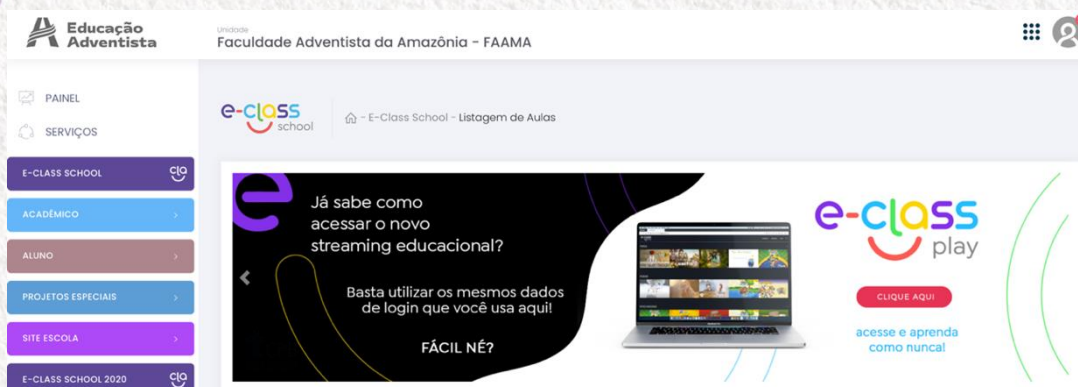 Educação
Adventista
Unidade
Faculdade Adventista da Amazônia - FAAMA
PAINEL
SERVIÇOS
E-CLASS SCHOOL
ACADÊMICO
ALUNO
PROJETOS ESPECIAIS
SITE ESCOLA
E-CLASS SCHOOL 2020
e-class
school
- E-Class School - Listagem de Aulas
Já sabe como
acessar o novo
streaming educacional?
Basta utilizar os mesmos dados
de login que você usa aqui!
FÁCIL NÉ?
e-class
play
CLIQUE AQUI
acesse e aprenda
como nunca!